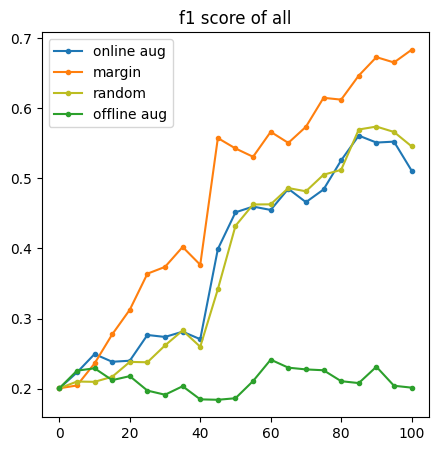 f1 score of all
online aug
margin
random
offline aug
0.7
0.6
0.5
0.4
0.3
0.2
0 20 40 60 80 100